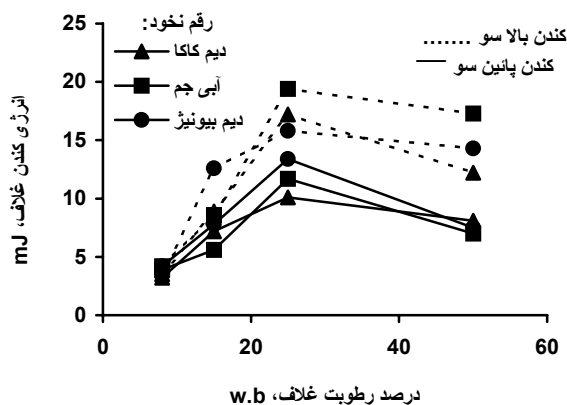 رقم نخود:
دیم کاکا
آبی جم
دیم بیونیژ
کندن بالا سو
کندن پائین سو
انرژی کندن غلاف، mJ
25
20
15
10
5
0
0 20 40 60
درصد رطوبت غلاف، w.b